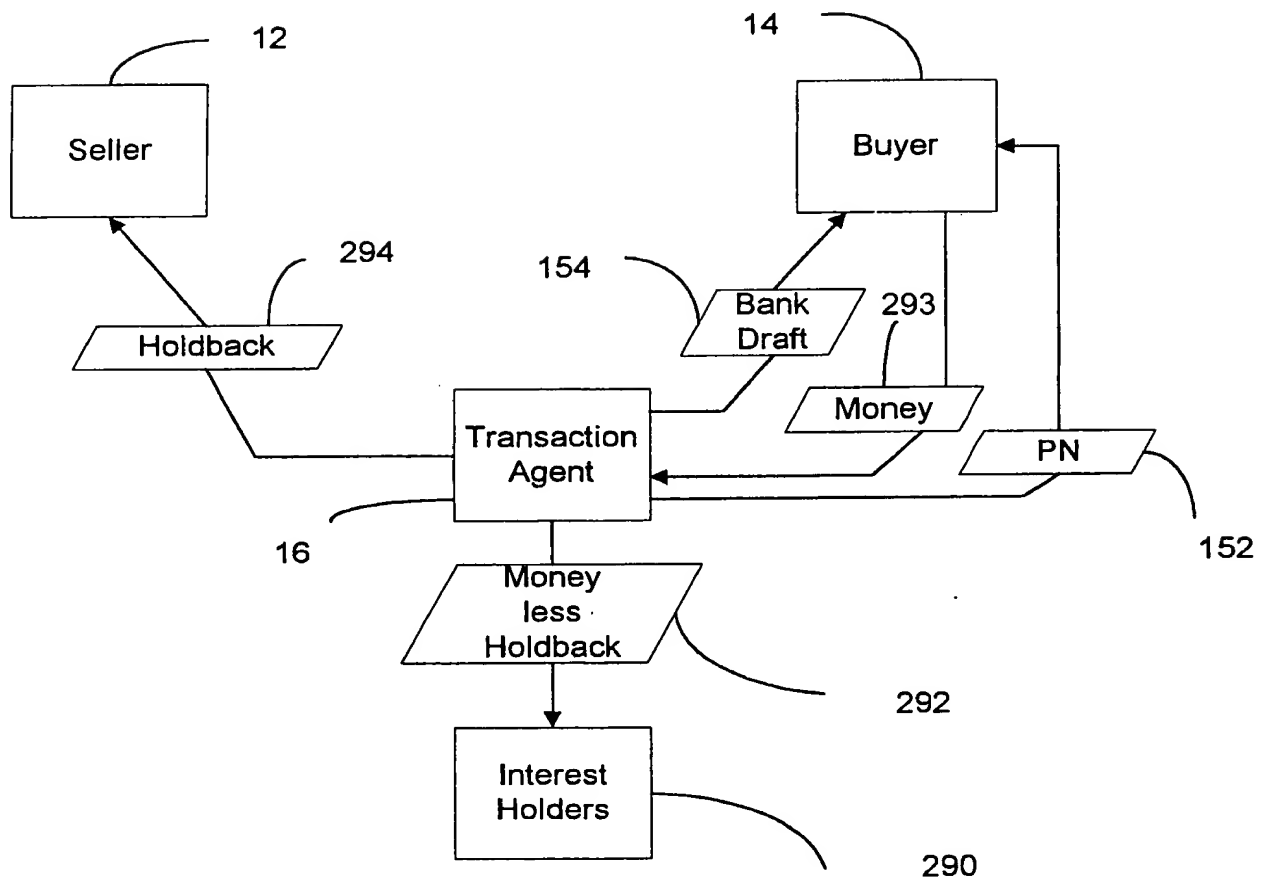 12
14
Seller
Buyer
294
154
Bank
Draft
293
Holdback
Money
Transaction
Agent
PN
16
152
Money
less
Holdback
292
Interest
Holders
290